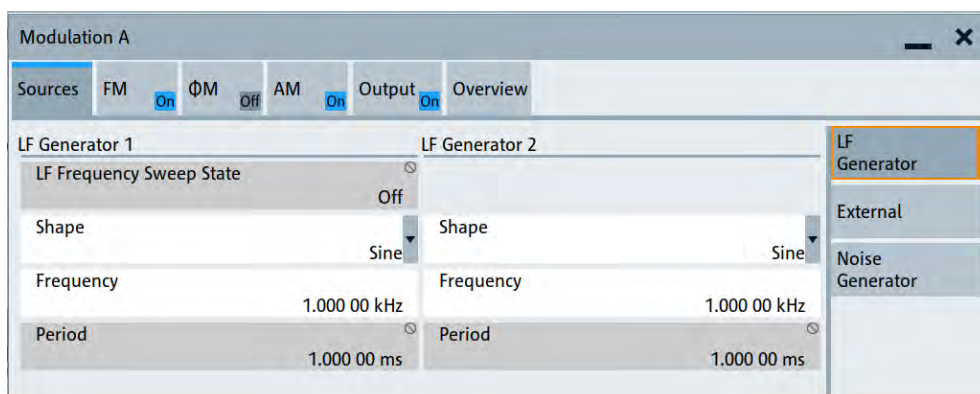 Modulation A
Sources FM On ΦM Off AM On Output On Overview
LF Generator 1
LF Frequency Sweep State
Off
Shape
Sine
Frequency
1.000 00 kHz
Period
1.000 00 ms
LF Generator 2
Shape
Sine
Frequency
1.000 00 kHz
Period
1.000 00 ms
LF
Generator
External
Noise
Generator